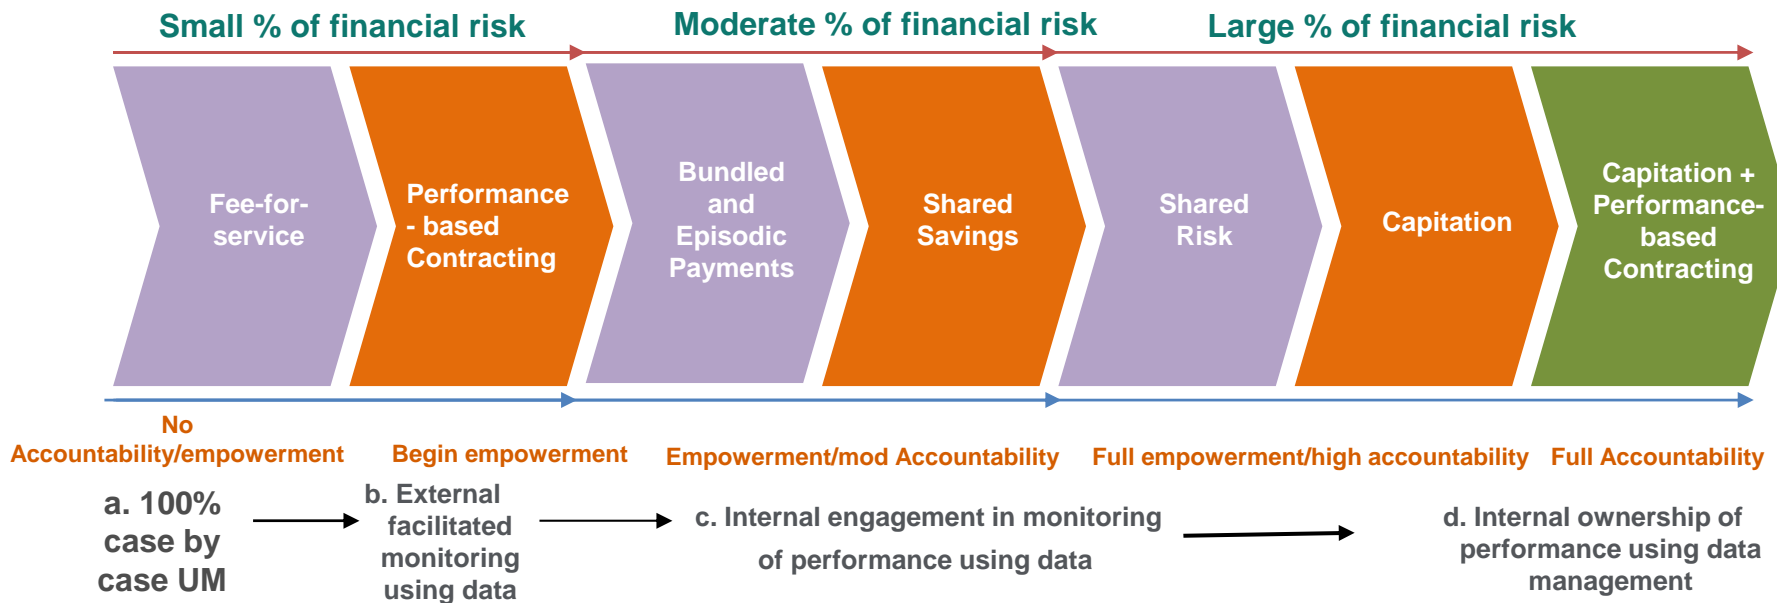 Small % of financial risk
Moderate % of financial risk
Large % of financial risk
Fee-for-
service
Performance
- based
Contracting
Bundled
and
Episodic
Payments
Shared
Savings
Shared
Risk
Capitation
Capitation +
Performance-
based
Contracting
No
Accountability/empowerment
Begin empowerment
Empowerment/mod Accountability
Full empowerment/high accountability
Full Accountability
a. 100%
case by
case UM
b. External
facilitated
monitoring
using data
c. Internal engagement in monitoring
of performance using data
d. Internal ownership of
performance using data
management